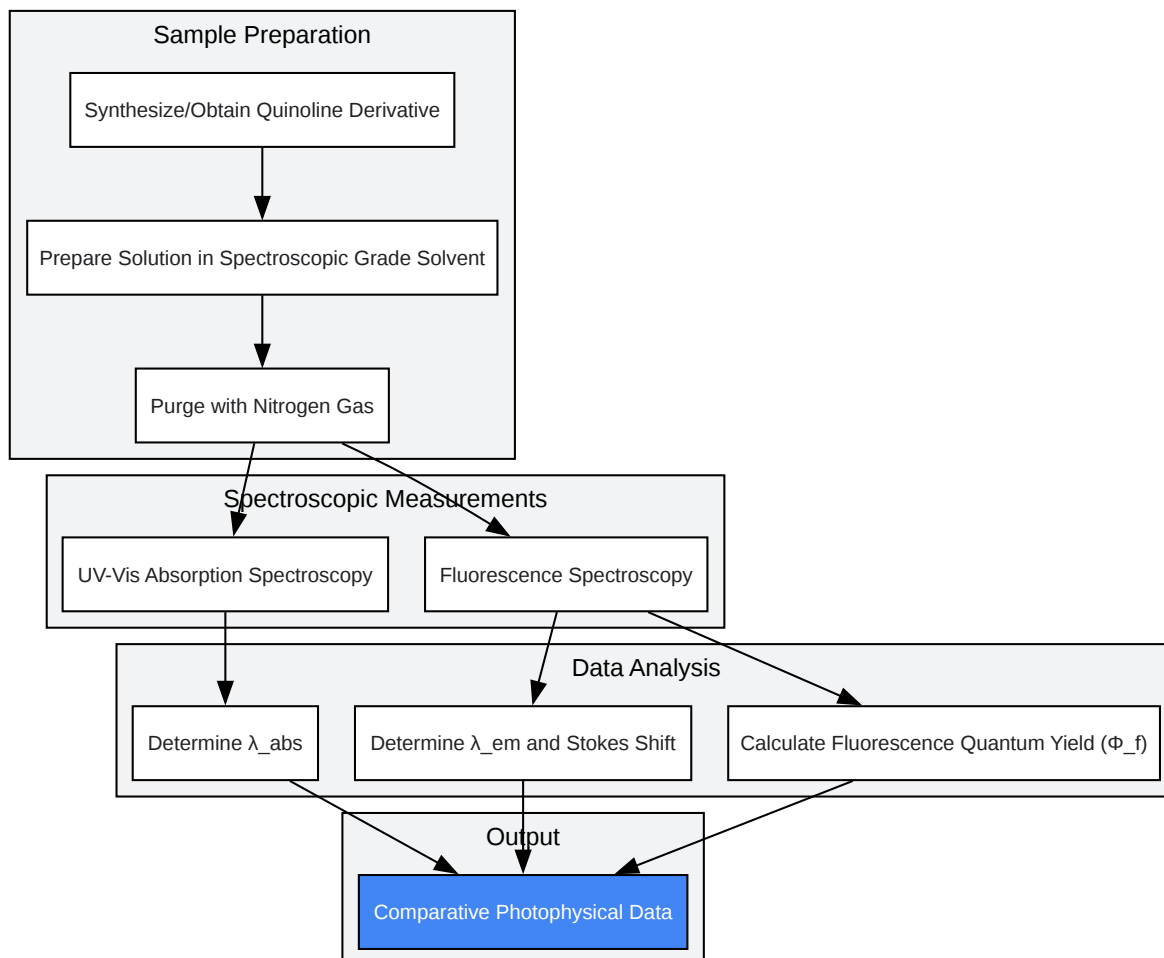 Sample Preparation
Synthesize/Obtain Quinoline Derivative
Prepare Solution in Spectroscopic Grade Solvent
Purge with Nitrogen Gas
Spectroscopic Measurements
UV-Vis Absorption Spectroscopy
Fluorescence Spectroscopy
Data Analysis
Determine λ_abs
Determine λ_em and Stokes Shift
Calculate Fluorescence Quantum Yield (Φ_f)
Output
Comparative Photophysical Data